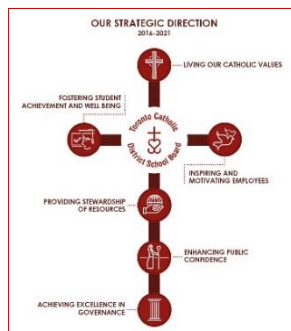 OUR STRATEGIC DIRECTION
2016-2021
LIVING OUR CATHOLIC VALUES
FOSTERING STUDENT
ACHIEVEMENT AND WELL BEING
Toronto Catholic
District School Board
INSPIRING AND
MOTIVATING EMPLOYEES
PROVIDING STEWARDSHIP
OF RESOURCES
ENHANCING PUBLIC
CONFIDENCE
ACHIEVING EXCELLENCE IN
GOVERNANCE